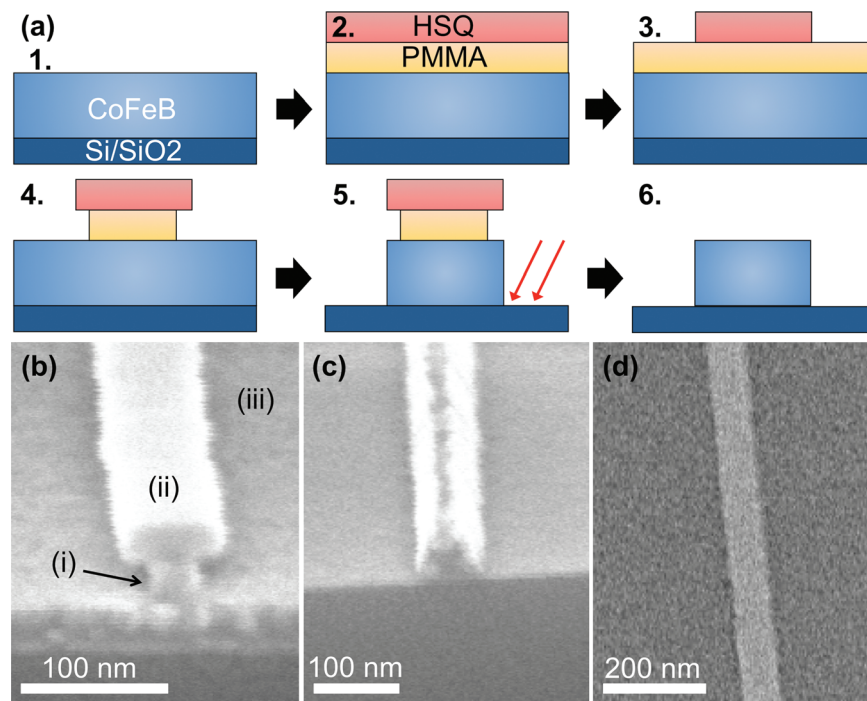 (a)
1.
CoFeB
Si/SiO2
2.
HSQ
PMMA
3.
4.
5.
6.
(b)
(iii)
(ii)
(i)
100 nm
(c)
100 nm
(d)
200 nm